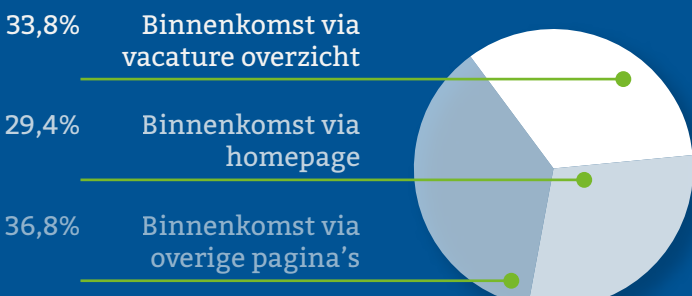 33,8% Binnenkomst via
vacature overzicht
29,4% Binnenkomst via
homepage
36,8% Binnenkomst via
overige pagina’s